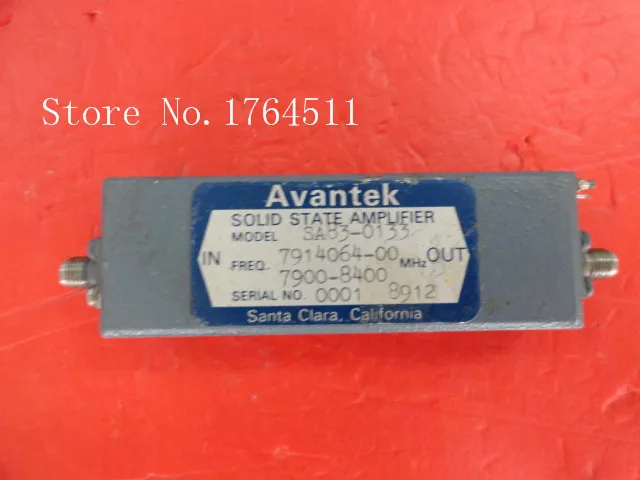 Store No.1764511
Avantek
SOLID STATE AMPLIFIER
MODEL SA83-0133
IN FREQ. 7914064-00 MHz OUT
7900-8400
SERIAL NO. 0001 8912
Santa Clara, California